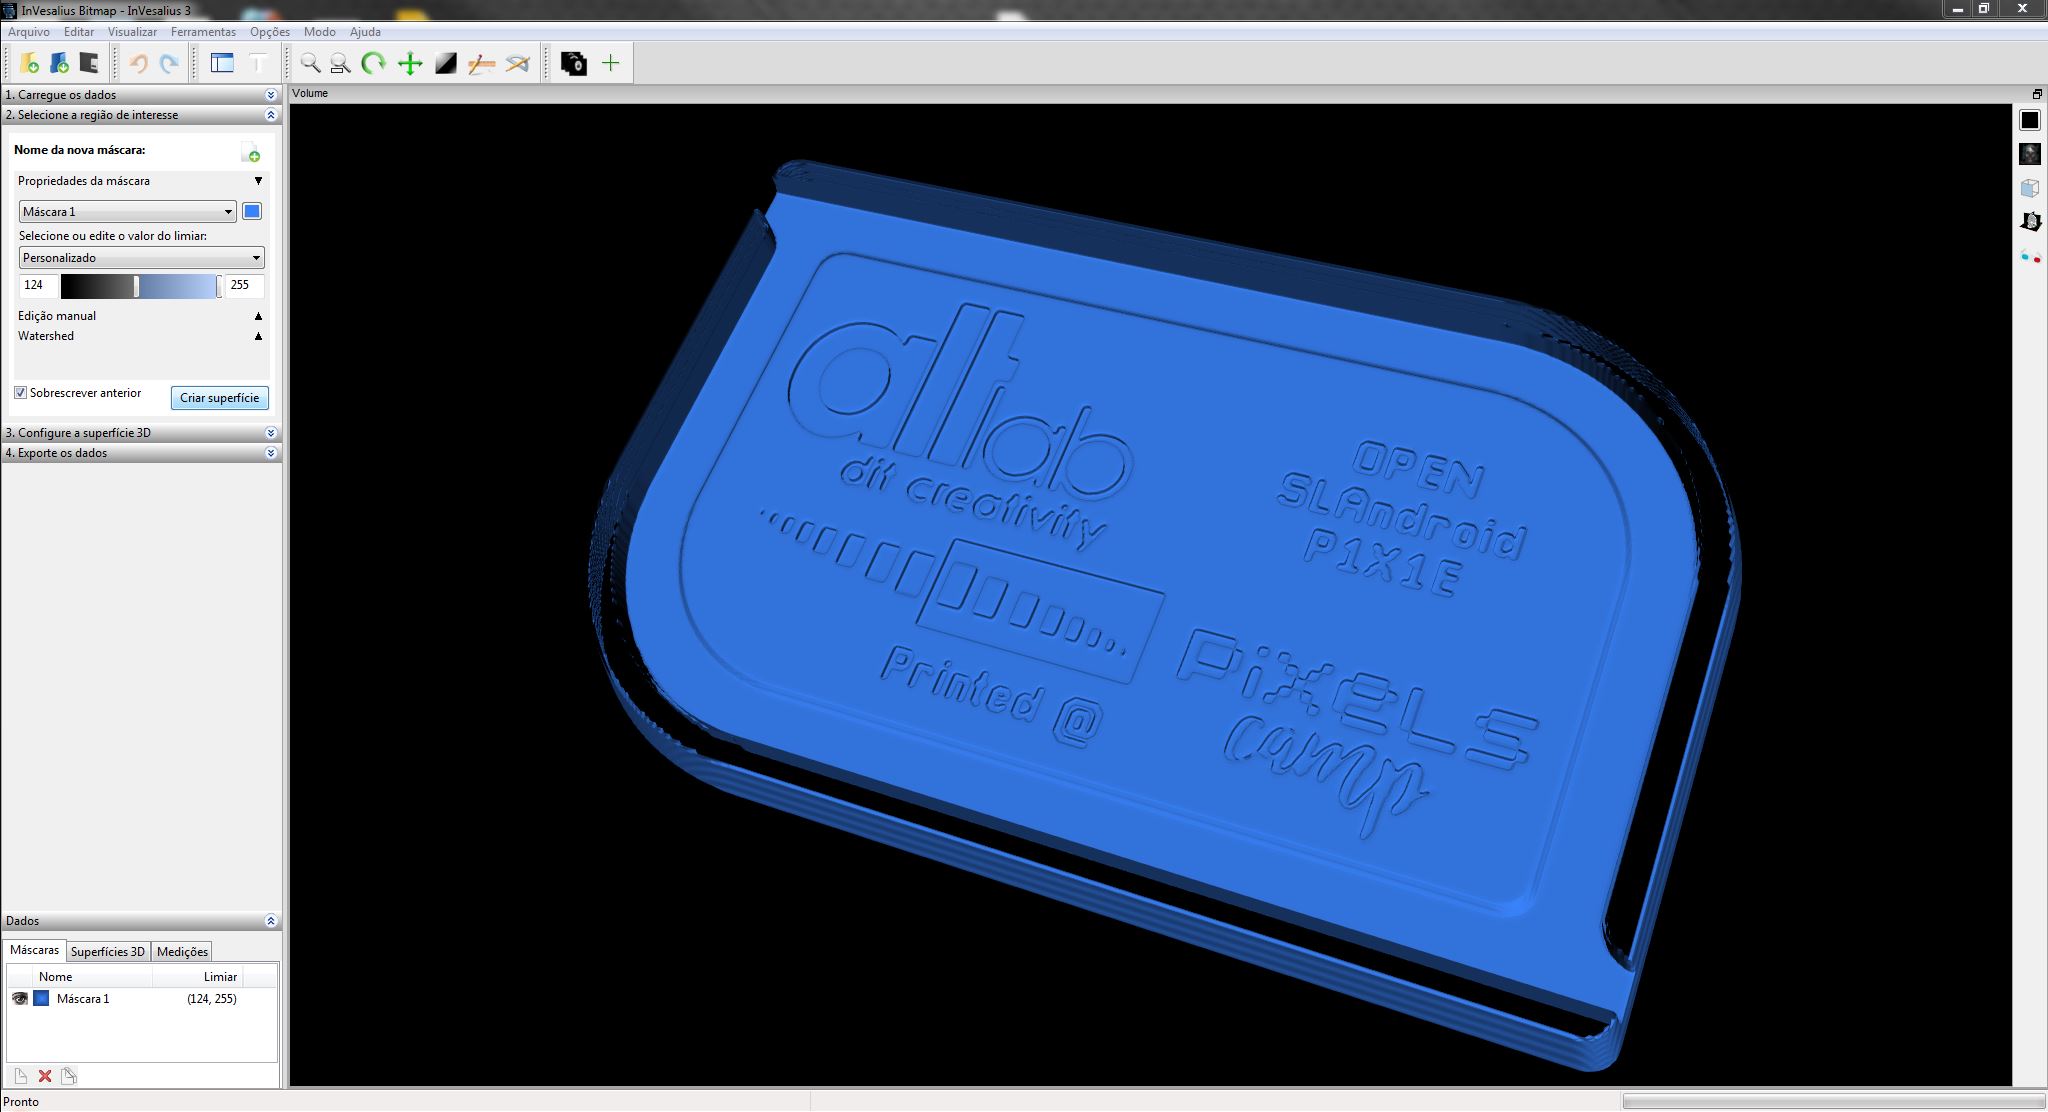 InVesalius Bitmap - InVesalius 3
Arquivo Editar Visualizar Ferramentas Opções Modo Ajuda
1. Carregue os dados
2. Selecione a região de interesse
Nome da nova máscara:
Propriedades da máscara
Máscara 1
Selecione ou edite o valor do limiar:
Personalizado
124 255
Edição manual
Watershed
Sobrescrever anterior Criar superfície
3. Configure a superfície 3D
4. Exporte os dados
Dados
Máscaras Superfícies 3D Medições
Nome Limiar
Máscara 1 (124, 255)
Pronto
Volume
altlab
dit creativity
OPEN
SLAndroid
P1X1E
Printed @
PixELS
camp